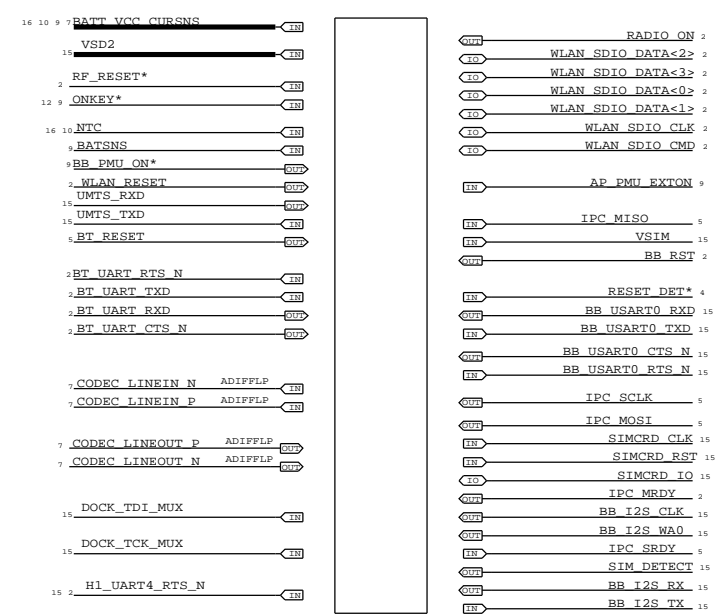 16 10 9 7 BATT_VCC_CURSNS IN
15 VSD2 IN
2 RF_RESET* IN
12 9 ONKEY* IN
16 10 NTC IN
9 BATSNS IN
9 BB_PMU_ON* OUT
2 WLAN_RESET OUT
15 UMTS_RXD OUT
15 UMTS_TXD IN
5 BT_RESET OUT
2 BT_UART_RTS_N IN
2 BT_UART_TXD IN
2 BT_UART_RXD OUT
2 BT_UART_CTS_N OUT
7 CODEC_LINEIN_N ADIFFLP IN
7 CODEC_LINEIN_P ADIFFLP IN
7 CODEC_LINEOUT_P ADIFFLP OUT
7 CODEC_LINEOUT_N ADIFFLP OUT
15 DOCK_TDI_MUX IN
15 DOCK_TCK_MUX IN
15 2 H1_UART4_RTS_N IN
OUT RADIO_ON 2
IO WLAN_SDIO_DATA<2> 2
IO WLAN_SDIO_DATA<3> 2
IO WLAN_SDIO_DATA<0> 2
IO WLAN_SDIO_DATA<1> 2
IO WLAN_SDIO_CLK 2
IO WLAN_SDIO_CMD 2
IN AP_PMU_EXTON 9
IN IPC_MISO 5
IN VSIM 15
OUT BB_RST 2
IN RESET_DET* 4
OUT BB_USART0_RXD 15
IN BB_USART0_TXD 15
OUT BB_USART0_CTS_N 15
IN BB_USART0_RTS_N 15
OUT IPC_SCLK 5
OUT IPC_MOSI 5
IN SIMCRD_CLK 15
IN SIMCRD_RST 15
IO SIMCRD_IO 15
OUT IPC_MRDY 2
OUT BB_I2S_CLK 15
OUT BB_I2S_WA0 15
IN IPC_SRDY 5
OUT SIM_DETECT 15
OUT BB_I2S_RX 15
IN BB_I2S_TX 15